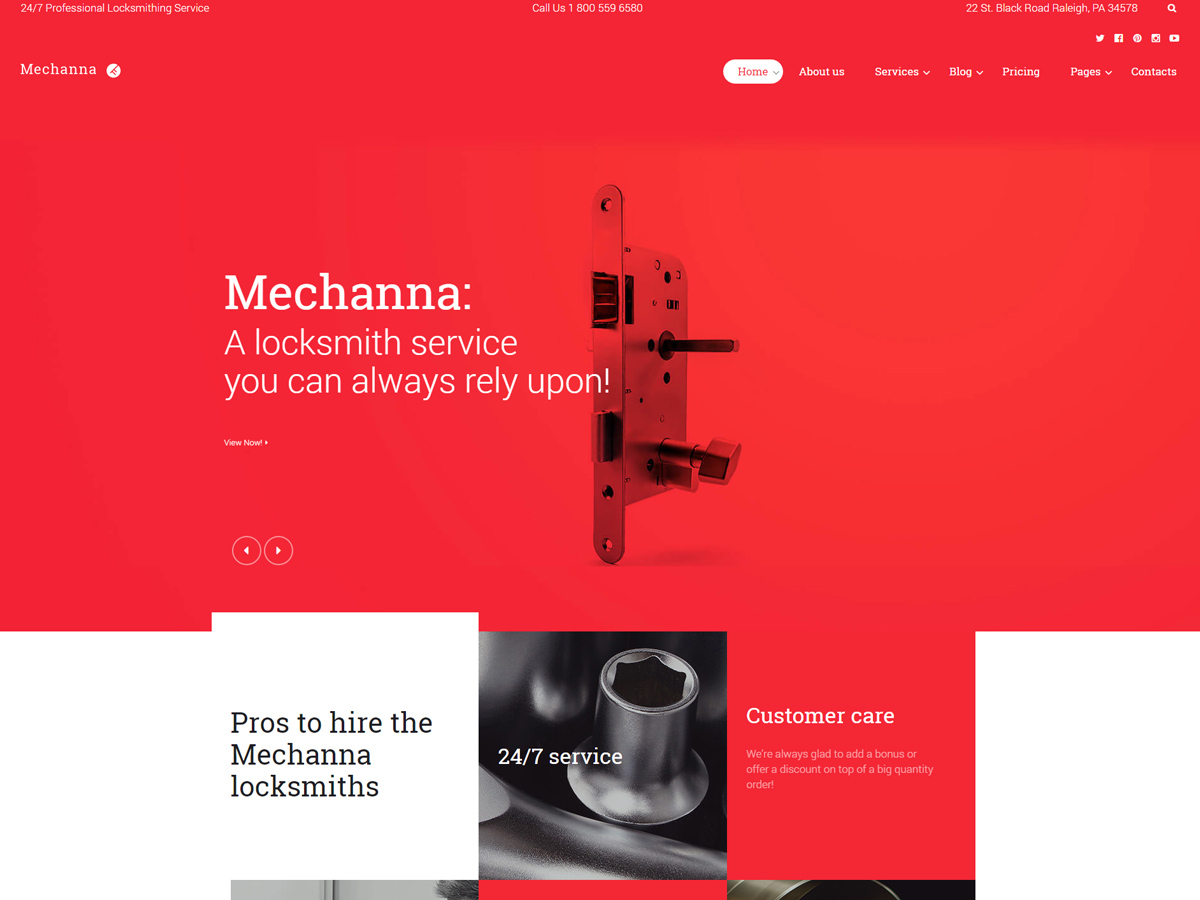 24/7 Professional Locksmithing Service
Call Us 1 800 559 6580
22 St. Black Road Raleigh, PA 34578
Mechanna
Home
About us
Services
Blog
Pricing
Pages
Contacts
Mechanna:
A locksmith service
you can always rely upon!
View Now!
Pros to hire the
Mechanna
locksmiths
24/7 service
Customer care
We're always glad to add a bonus or
offer a discount on top of a big quantity
order!